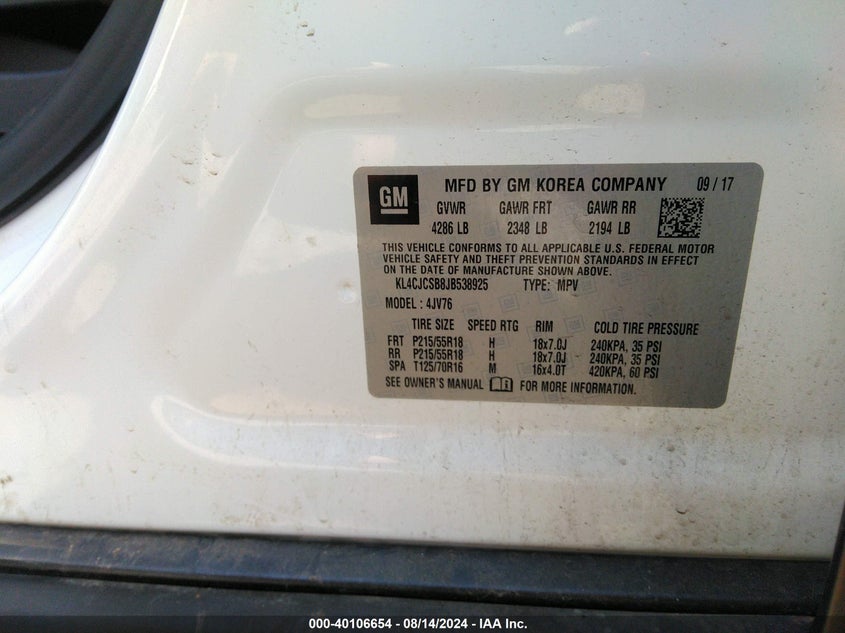 GM
MFD BY GM KOREA COMPANY 09 / 17
GVWR GAWR FRT GAWR RR
4286 LB 2348 LB 2194 LB
THIS VEHICLE CONFORMS TO ALL APPLICABLE U.S. FEDERAL MOTOR
VEHICLE SAFETY AND THEFT PREVENTION STANDARDS IN EFFECT
ON THE DATE OF MANUFACTURE SHOWN ABOVE.
KL4CJCSB8JB538925 TYPE: MPV
MODEL : 4JV76
TIRE SIZE SPEED RTG RIM COLD TIRE PRESSURE
FRT P215/55R18 H 18x7.0J 240KPA, 35 PSI
RR P215/55R18 H 18x7.0J 240KPA, 35 PSI
SPA T125/70R16 M 16x4.0T 420KPA, 60 PSI
SEE OWNER'S MANUAL FOR MORE INFORMATION.
000-40106654 - 08/14/2024 - IAA Inc.